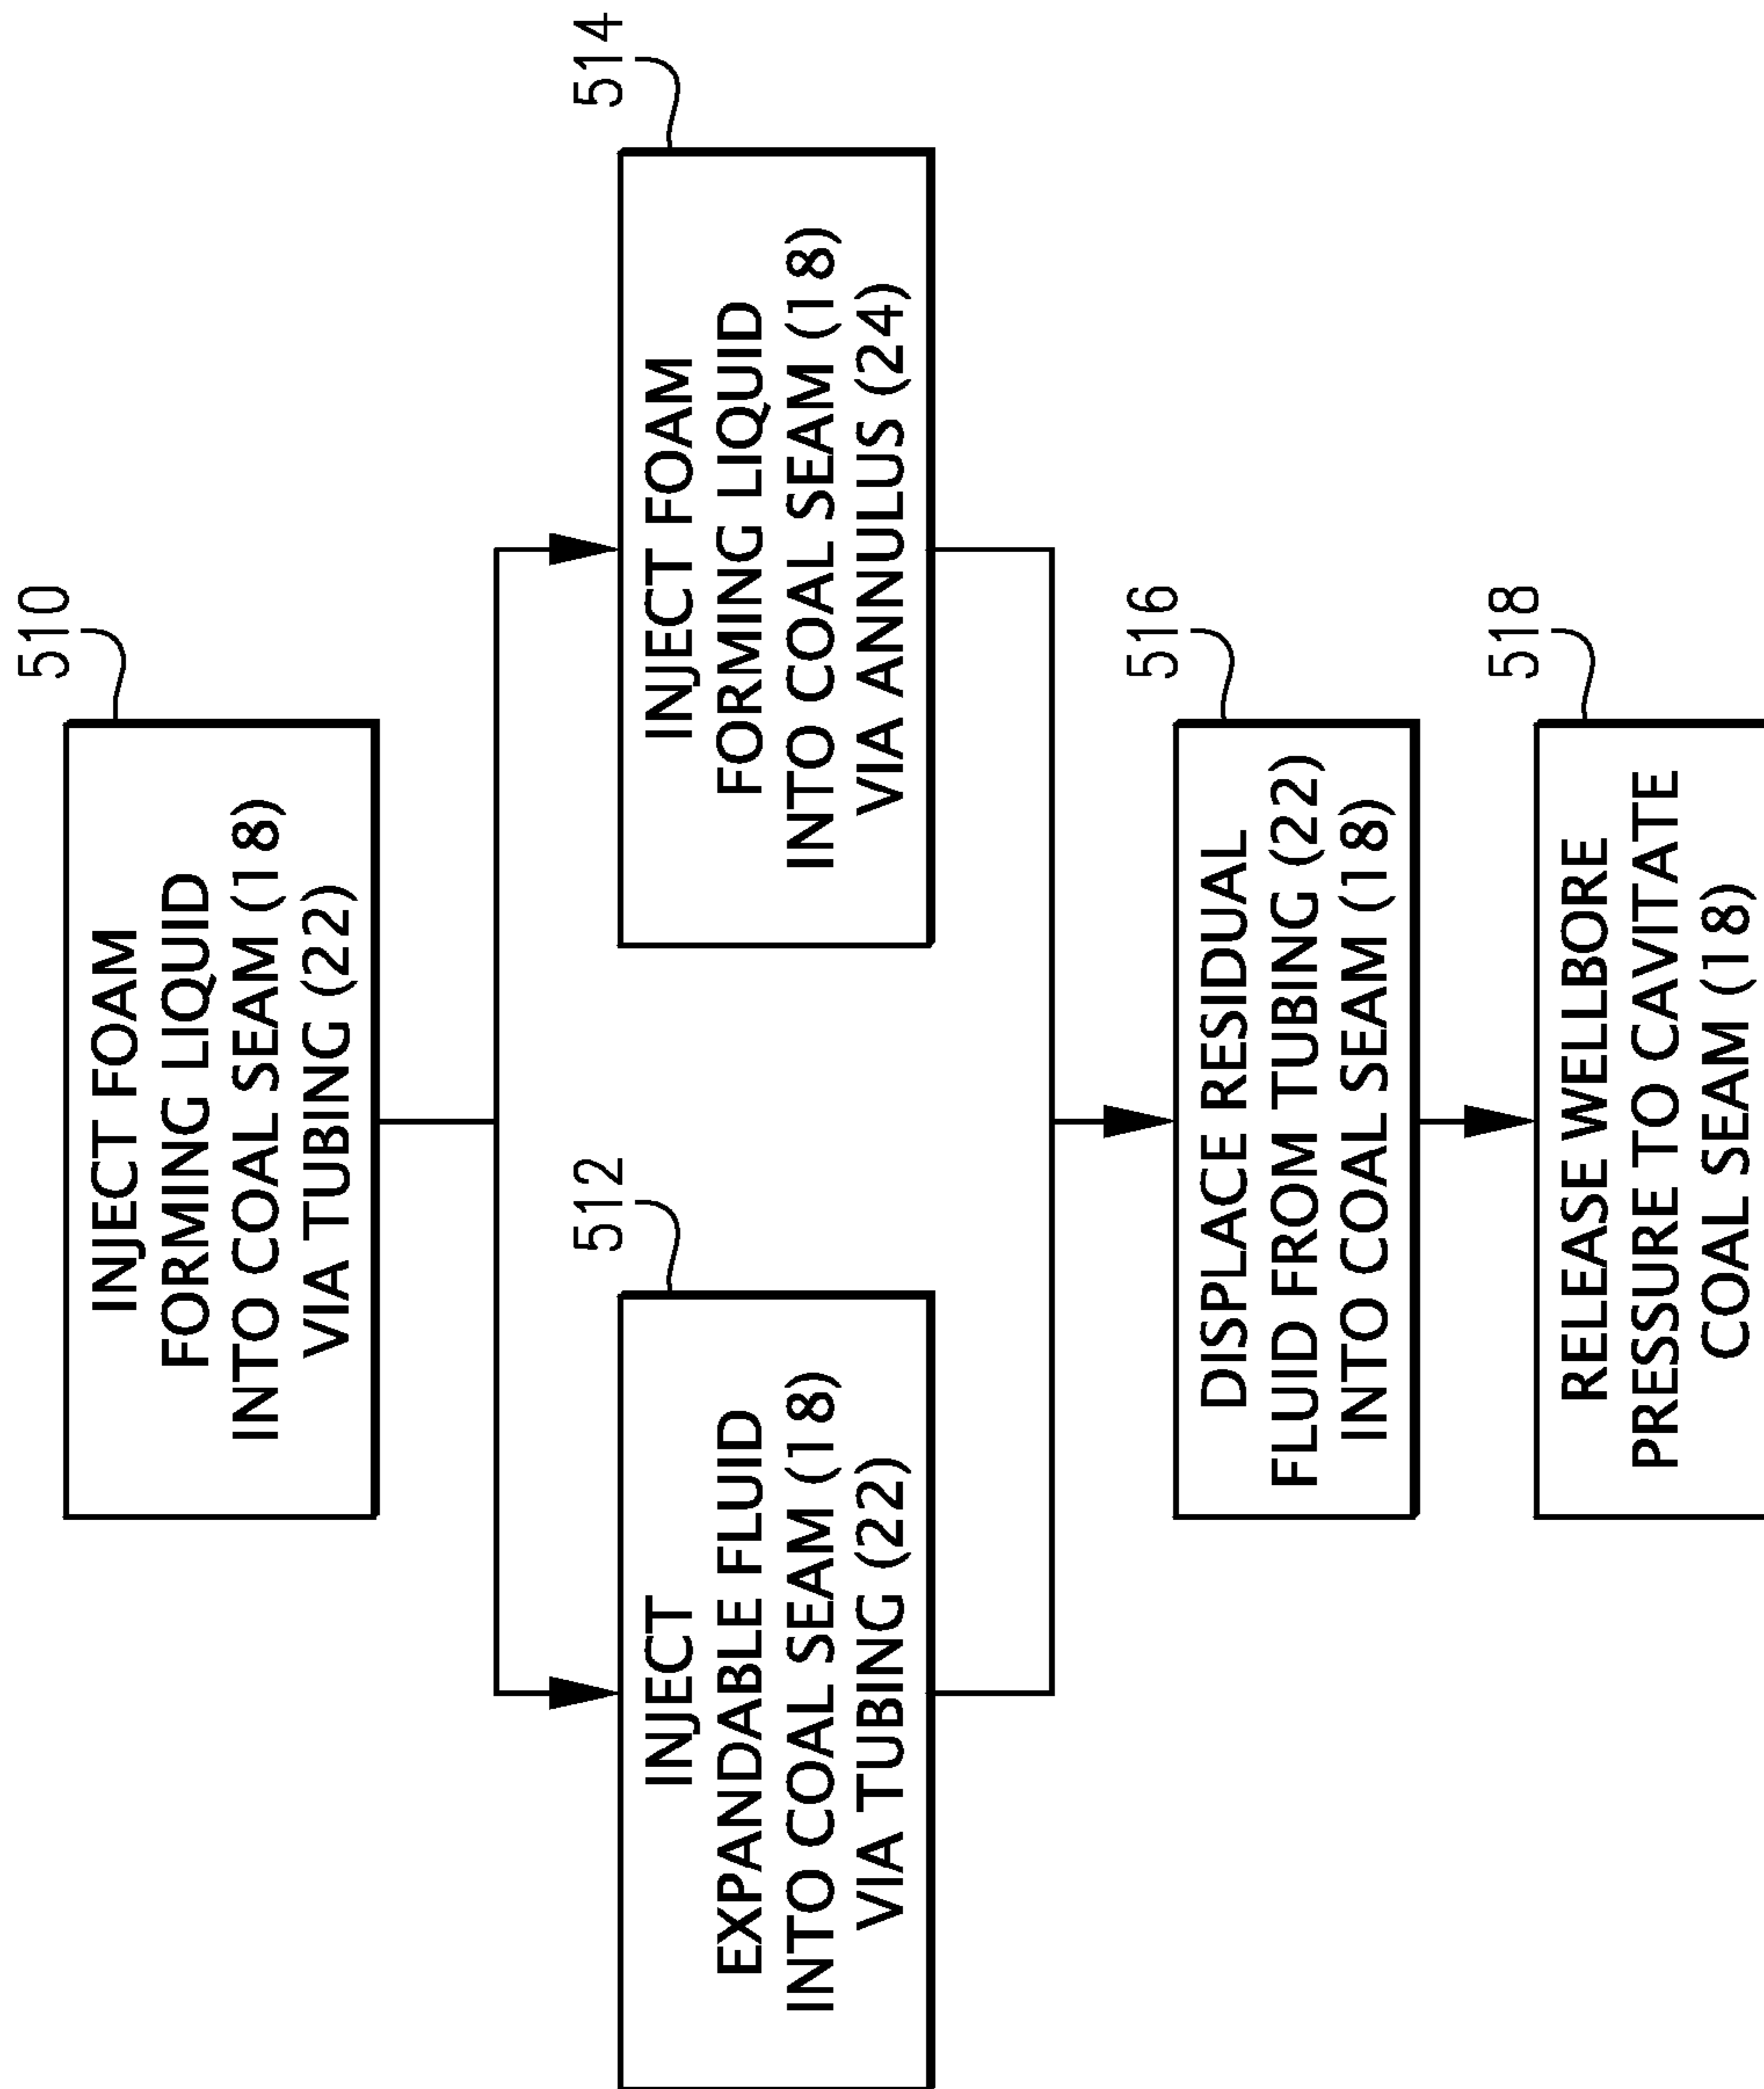 510
INJECT FOAM
FORMING LIQUID
INTO COAL SEAM (18)
VIA TUBING (22)
512
INJECT
EXPANDABLE FLUID
INTO COAL SEAM (18)
VIA TUBING (22)
514
INJECT FOAM
FORMING LIQUID
INTO COAL SEAM (18)
VIA ANNULUS (24)
516
DISPLACE RESIDUAL
FLUID FROM TUBING (22)
INTO COAL SEAM (18)
518
RELEASE WELLBORE
PRESSURE TO CAVITATE
COAL SEAM (18)